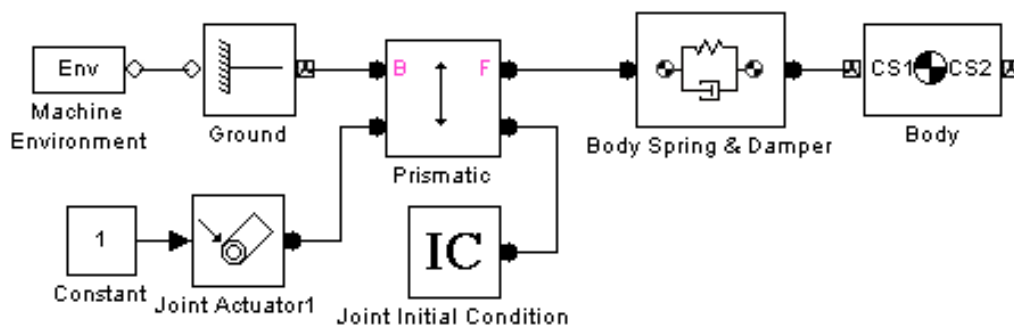 Env
Machine
Environment
Ground
B F
Prismatic
Body Spring & Damper
CS1 CS2
Body
1
Constant
Joint Actuator1
IC
Joint Initial Condition